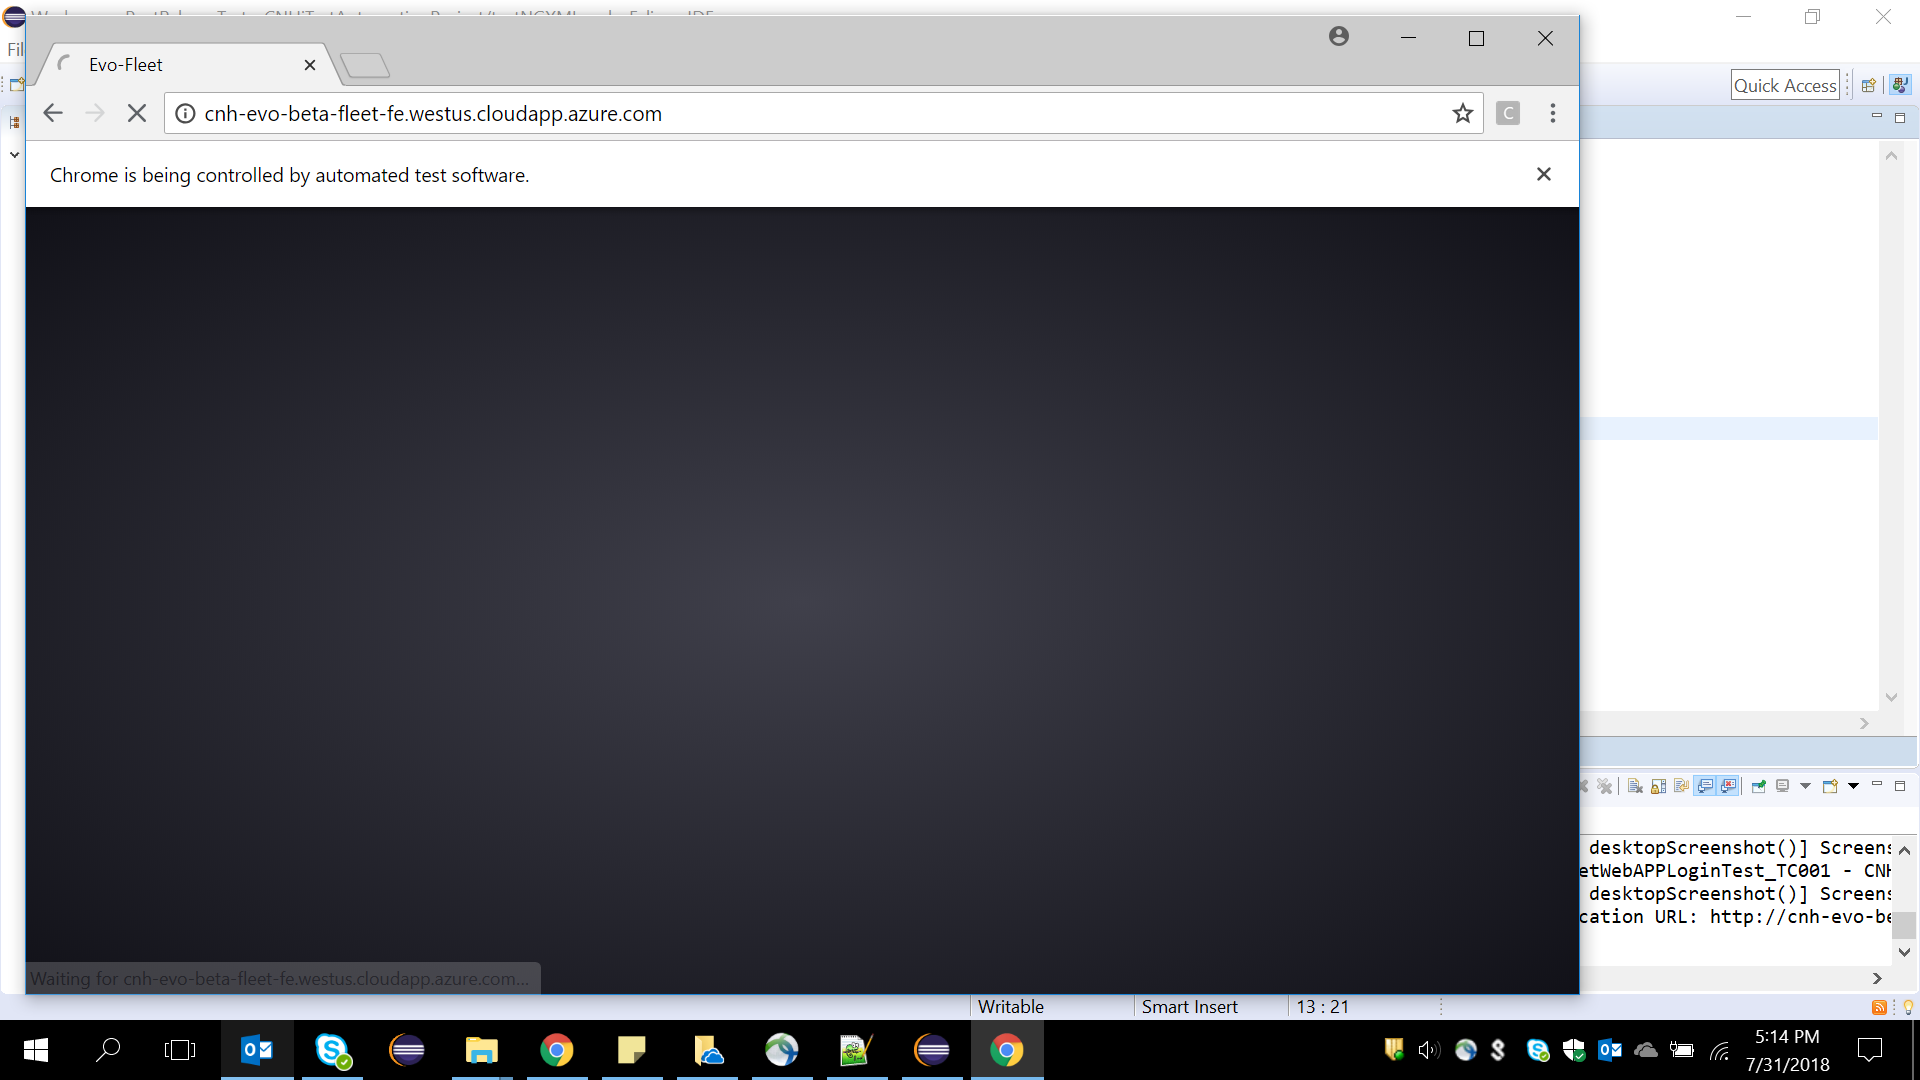 Fil
Evo-Fleet
cnh-evo-beta-fleet-fe.westus.cloudapp.azure.com
C
Quick Access
Chrome is being controlled by automated test software.
desktopScreenshot()] Screens
etWebAPPLoginTest_TC001 - CNH
desktopScreenshot()] Screens
cation URL: http://cnh-evo-be
Waiting for cnh-evo-beta-fleet-fe.westus.cloudapp.azure.com...
Writable
Smart Insert
13 : 21
5:14 PM
7/31/2018